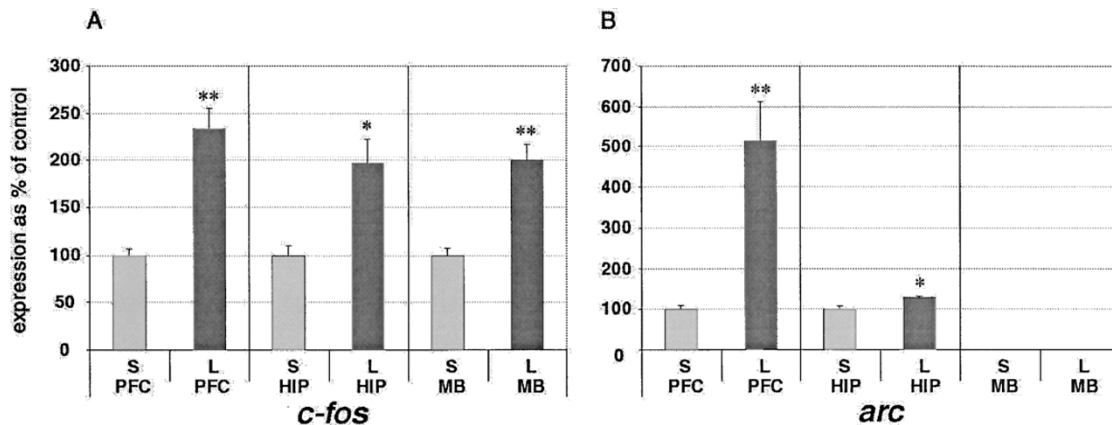 A
expression as % of control
300
250
200
150
100
50
0
**
*
**
S L S L S L
PFC PFC HIP HIP MB MB
c-fos
B
700
600
500
400
300
200
100
0
**
*
S L S L S L
PFC PFC HIP HIP MB MB
arc